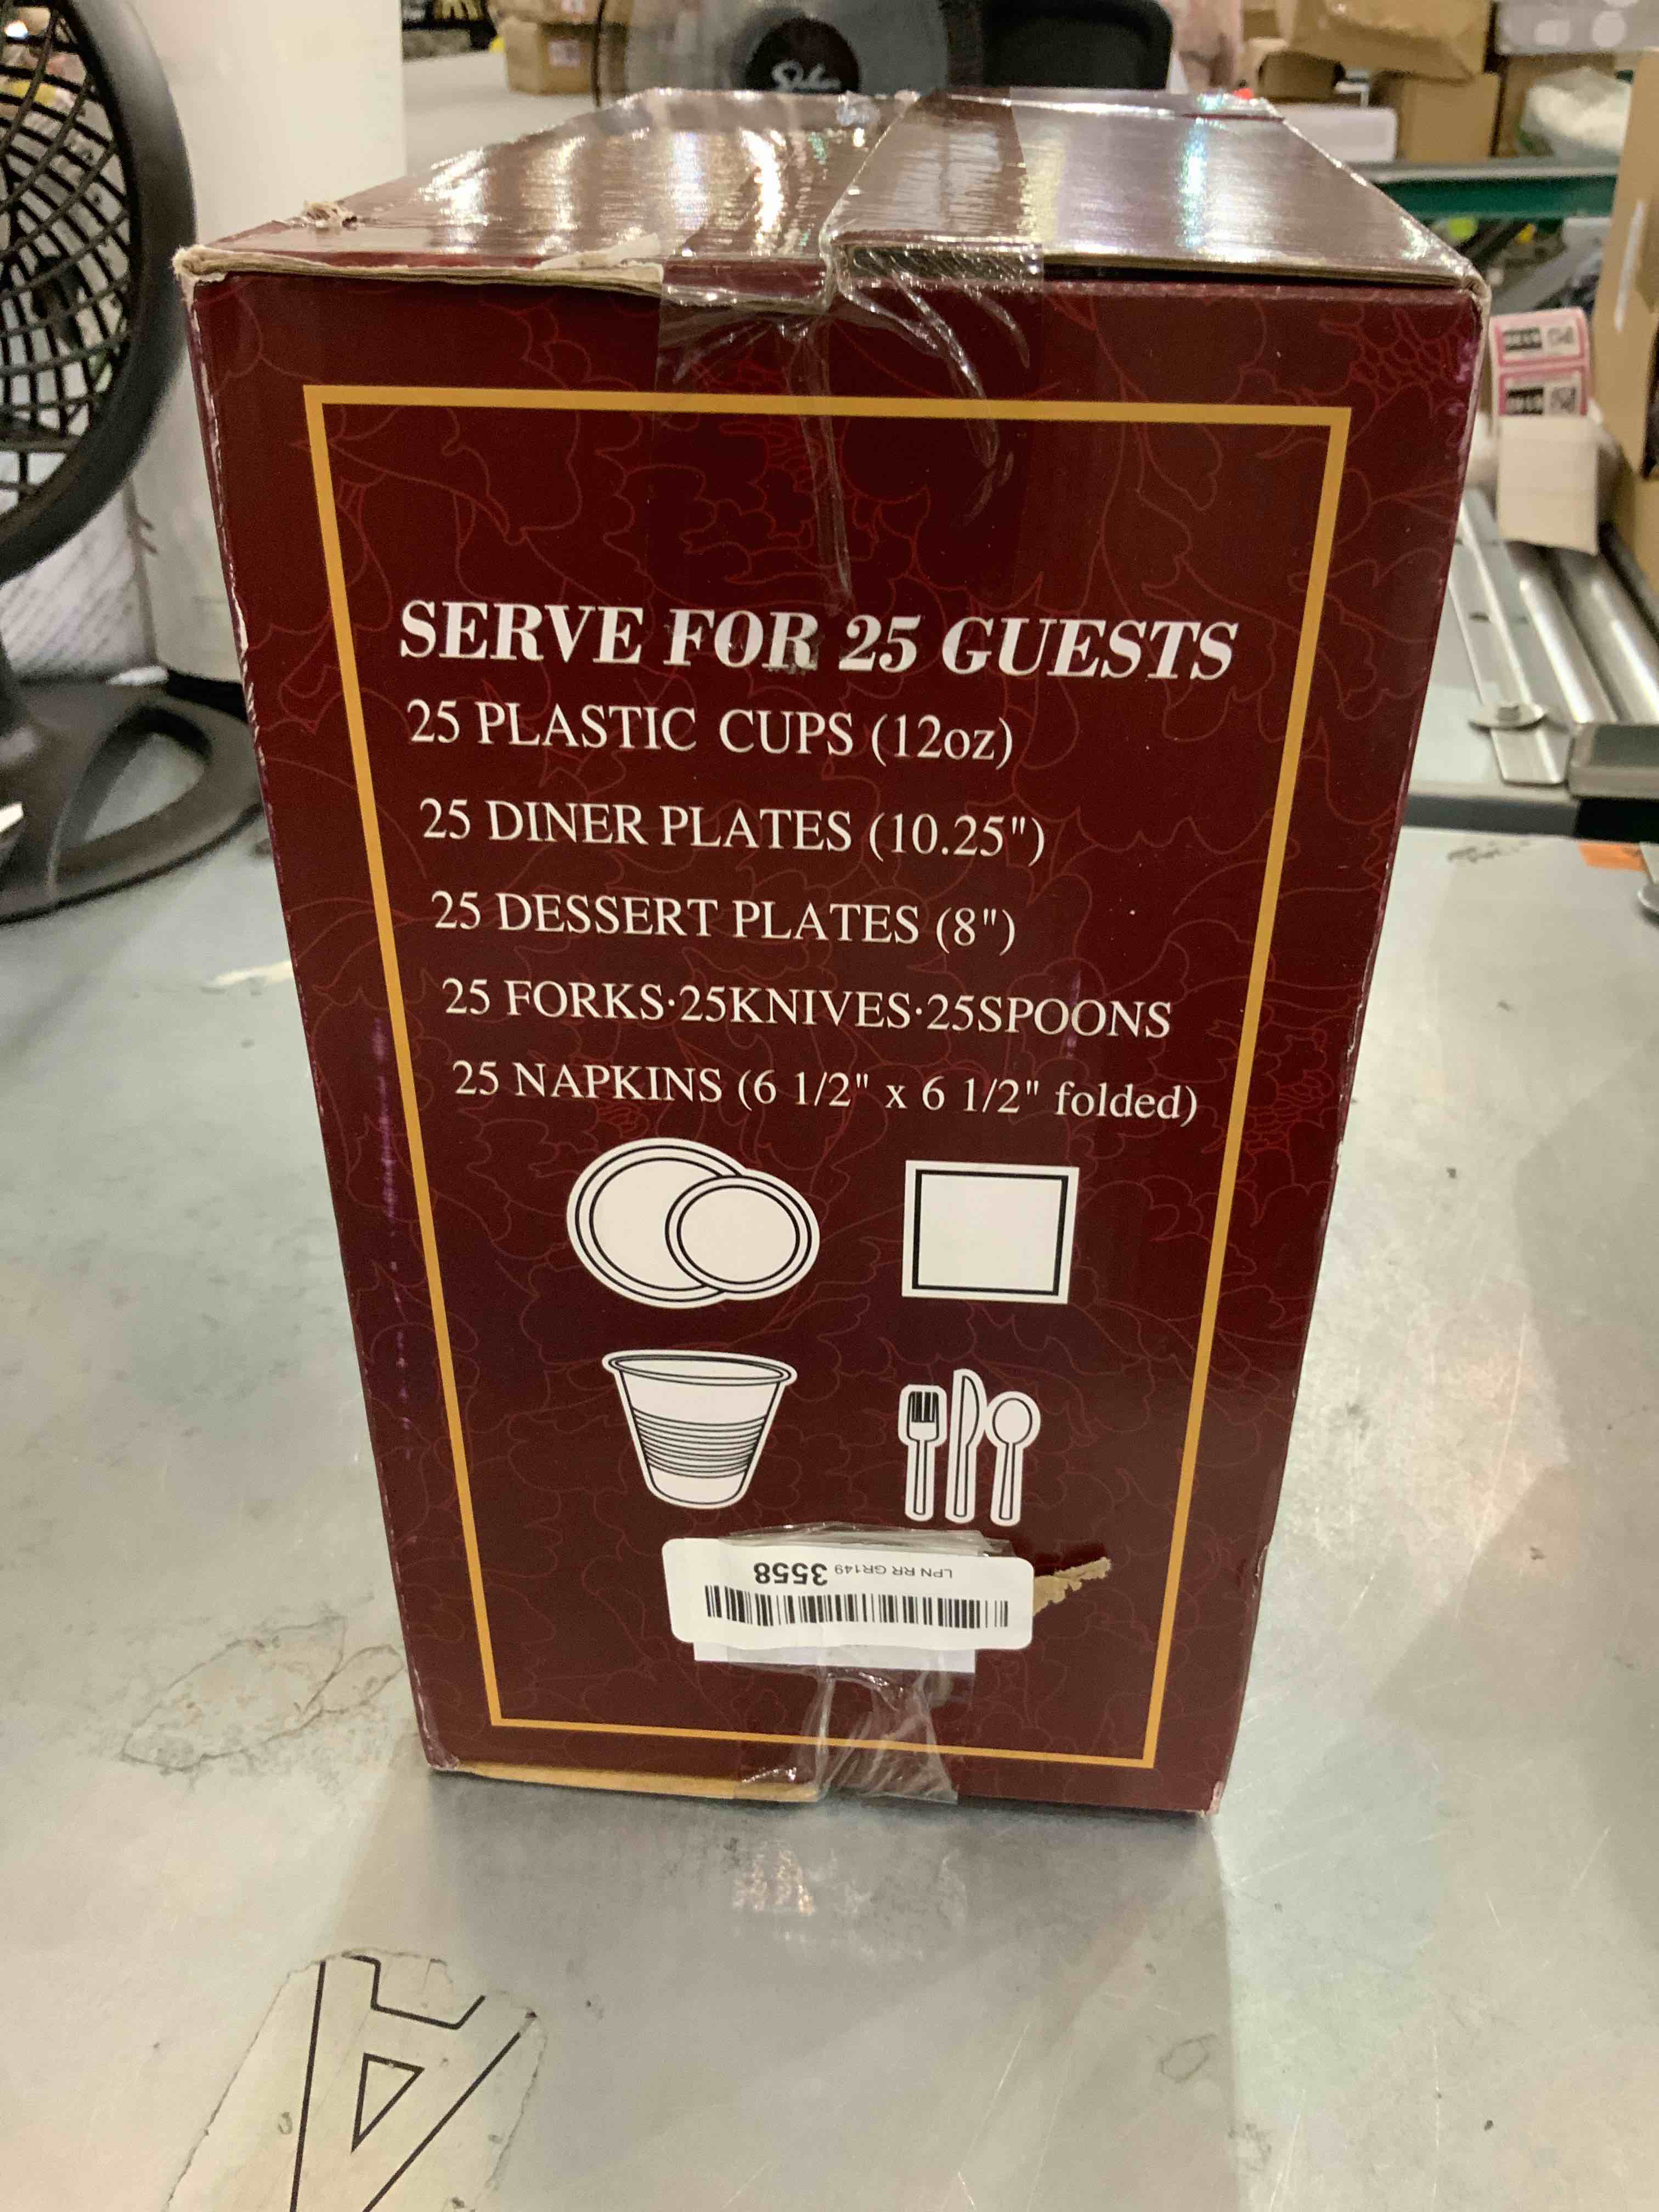 SERVE FOR 25 GUESTS
25 PLASTIC CUPS (12oz)
25 DINER PLATES (10.25")
25 DESSERT PLATES (8")
25 FORKS·25KNIVES·25SPOONS
25 NAPKINS (6 1/2" x 6 1/2" folded)
LPN RR GR149 3558